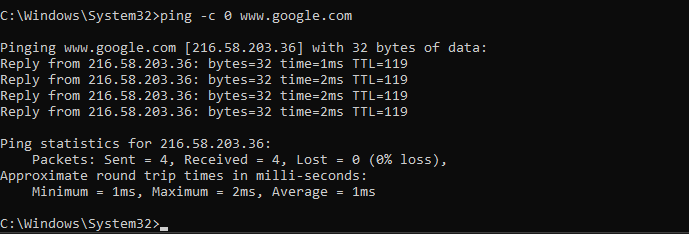 C:\Windows\System32>ping -c 0 www.google.com
Pinging www.google.com [216.58.203.36] with 32 bytes of data:
Reply from 216.58.203.36: bytes=32 time=1ms TTL=119
Reply from 216.58.203.36: bytes=32 time=2ms TTL=119
Reply from 216.58.203.36: bytes=32 time=2ms TTL=119
Reply from 216.58.203.36: bytes=32 time=2ms TTL=119
Ping statistics for 216.58.203.36:
    Packets: Sent = 4, Received = 4, Lost = 0 (0% loss),
Approximate round trip times in milli-seconds:
    Minimum = 1ms, Maximum = 2ms, Average = 1ms
C:\Windows\System32>